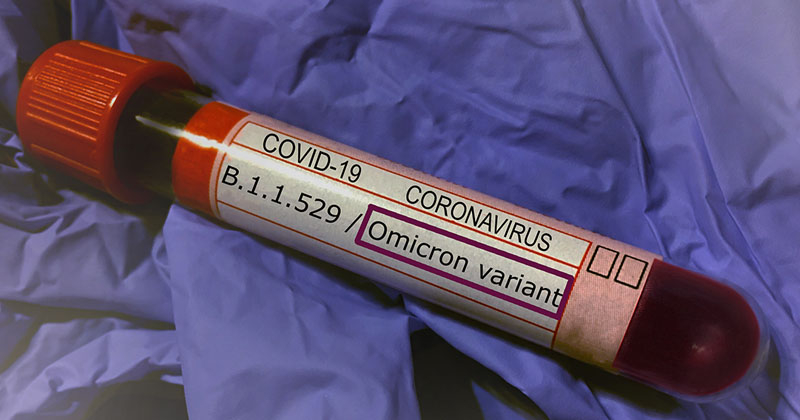 COVID-19
CORONAVIRUS
B.1.1.529 / Omicron variant